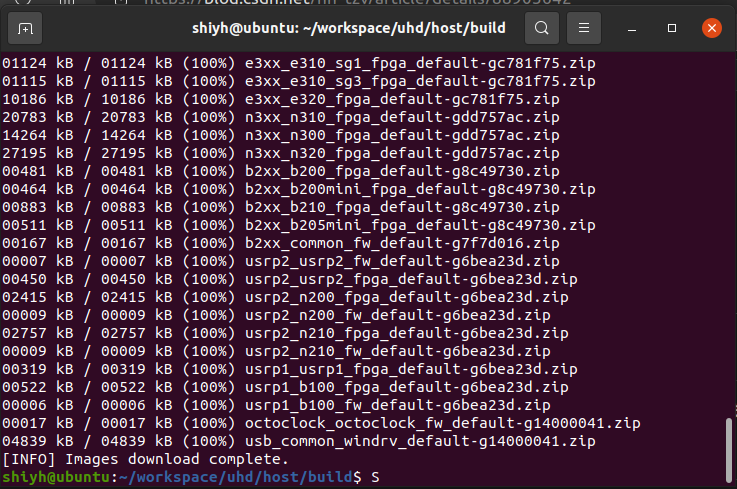 https://blog.csdn.net/hh_tzv/article/details/88903042
shiyh@ubuntu: ~/workspace/uhd/host/build
01124 kB / 01124 kB (100%) e3xx_e310_sg1_fpga_default-gc781f75.zip
01115 kB / 01115 kB (100%) e3xx_e310_sg3_fpga_default-gc781f75.zip
10186 kB / 10186 kB (100%) e3xx_e320_fpga_default-gc781f75.zip
20783 kB / 20783 kB (100%) n3xx_n310_fpga_default-gdd757ac.zip
14264 kB / 14264 kB (100%) n3xx_n300_fpga_default-gdd757ac.zip
27195 kB / 27195 kB (100%) n3xx_n320_fpga_default-gdd757ac.zip
00481 kB / 00481 kB (100%) b2xx_b200_fpga_default-g8c49730.zip
00464 kB / 00464 kB (100%) b2xx_b200mini_fpga_default-g8c49730.zip
00883 kB / 00883 kB (100%) b2xx_b210_fpga_default-g8c49730.zip
00511 kB / 00511 kB (100%) b2xx_b205mini_fpga_default-g8c49730.zip
00167 kB / 00167 kB (100%) b2xx_common_fw_default-g7f7d016.zip
00007 kB / 00007 kB (100%) usrp2_usrp2_fw_default-g6bea23d.zip
00450 kB / 00450 kB (100%) usrp2_usrp2_fpga_default-g6bea23d.zip
02415 kB / 02415 kB (100%) usrp2_n200_fpga_default-g6bea23d.zip
00009 kB / 00009 kB (100%) usrp2_n200_fw_default-g6bea23d.zip
02757 kB / 02757 kB (100%) usrp2_n210_fpga_default-g6bea23d.zip
00009 kB / 00009 kB (100%) usrp2_n210_fw_default-g6bea23d.zip
00319 kB / 00319 kB (100%) usrp1_usrp1_fpga_default-g6bea23d.zip
00522 kB / 00522 kB (100%) usrp1_b100_fpga_default-g6bea23d.zip
00006 kB / 00006 kB (100%) usrp1_b100_fw_default-g6bea23d.zip
00017 kB / 00017 kB (100%) octoclock_octoclock_fw_default-g14000041.zip
04839 kB / 04839 kB (100%) usb_common_windrv_default-g14000041.zip
[INFO] Images download complete.
shiyh@ubuntu:~/workspace/uhd/host/build$ S